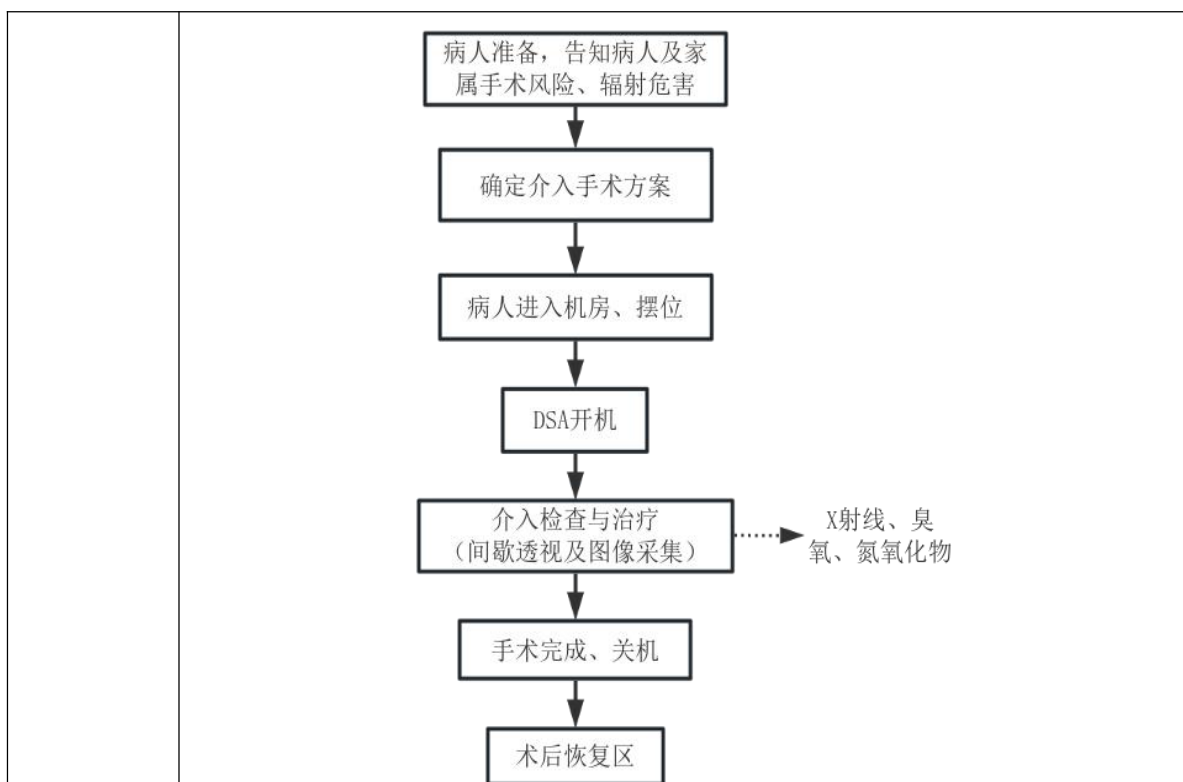 病人准备，告知病人及家
属手术风险、辐射危害
确定介入手术方案
病人进入机房、摆位
DSA开机
介入检查与治疗
（间歇透视及图像采集）
X射线、臭
氧、氮氧化物
手术完成、关机
术后恢复区